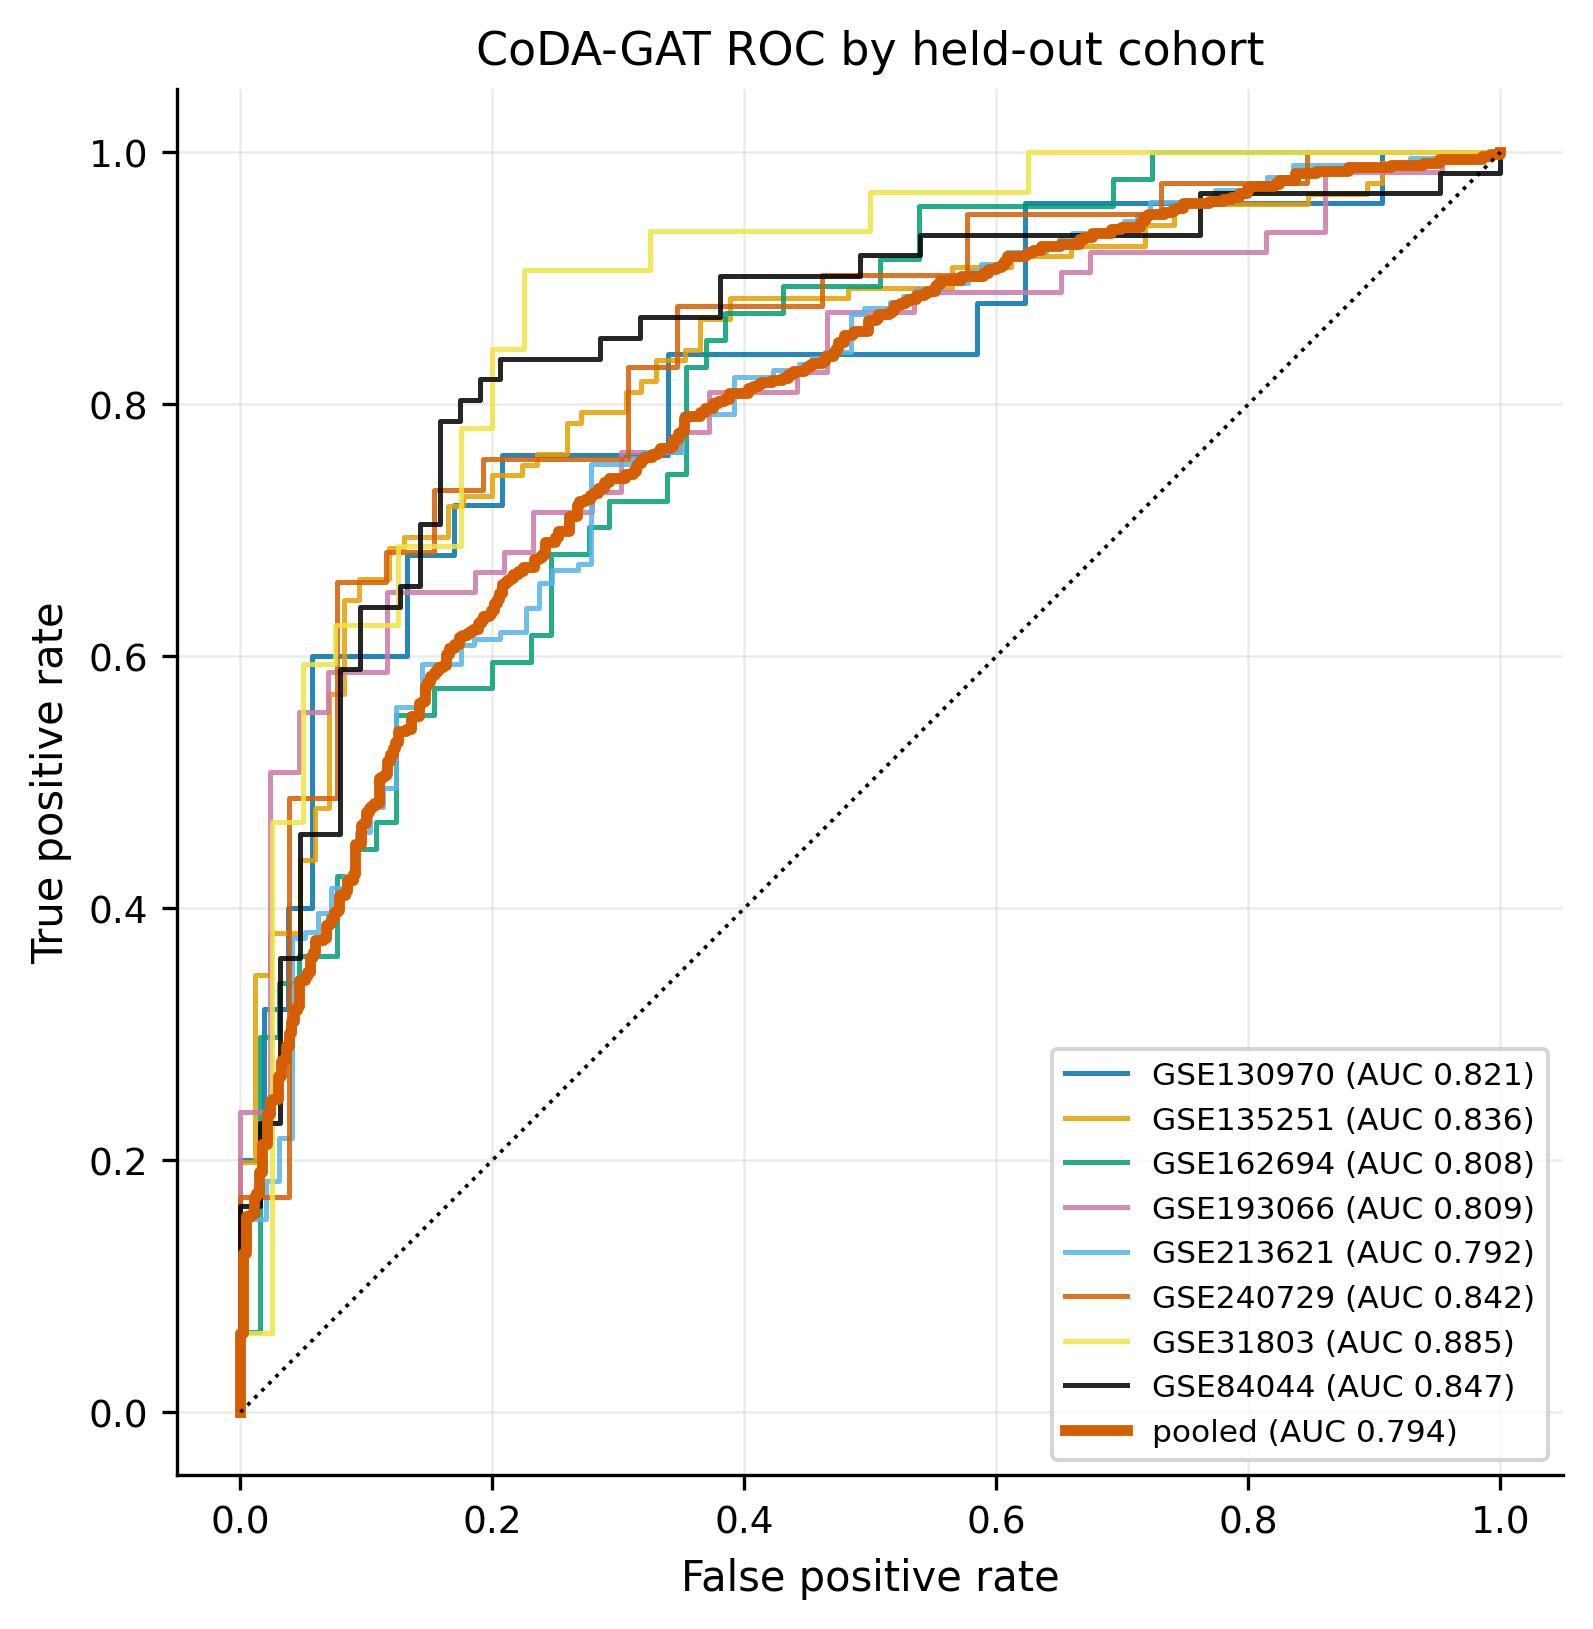 CoDA-GAT ROC by held-out cohort
True positive rate
1.0
0.8
0.6
0.4
0.2
0.0
GSE130970 (AUC 0.821)
GSE135251 (AUC 0.836)
GSE162694 (AUC 0.808)
GSE193066 (AUC 0.809)
GSE213621 (AUC 0.792)
GSE240729 (AUC 0.842)
GSE31803 (AUC 0.885)
GSE84044 (AUC 0.847)
pooled (AUC 0.794)
0.0 0.2 0.4 0.6 0.8 1.0
False positive rate